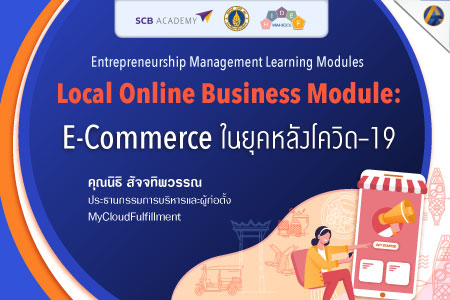 SCB ACADEMY
Entrepreneurship Management Learning Modules
Local Online Business Module:
E-Commerce ในยุคหลังโควิด-19
คุณนิธิ สัจจทิพวรรณ
ประธานกรรมการบริหารและผู้ก่อตั้ง
MyCloudFulfillment